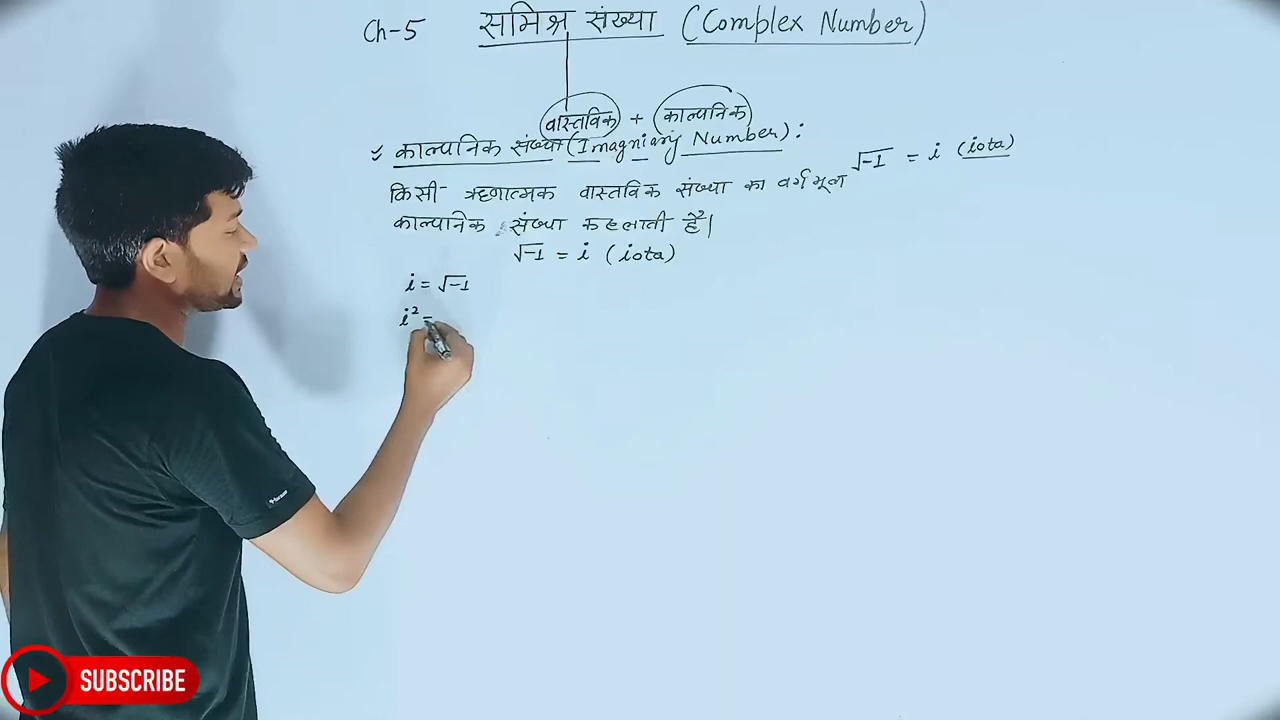 Ch-5 समिश्र संख्या (Complex Number)
वास्तविक + काल्पनिक
काल्पनिक संख्या (Imagniary Number):
√-1 = i (iota)
किसी ऋणात्मक वास्तविक संख्या का वर्गमूल
काल्पनिक संख्या कहलाती है।
√-1 = i (iota)
i = √-1
i² =
SUBSCRIBE